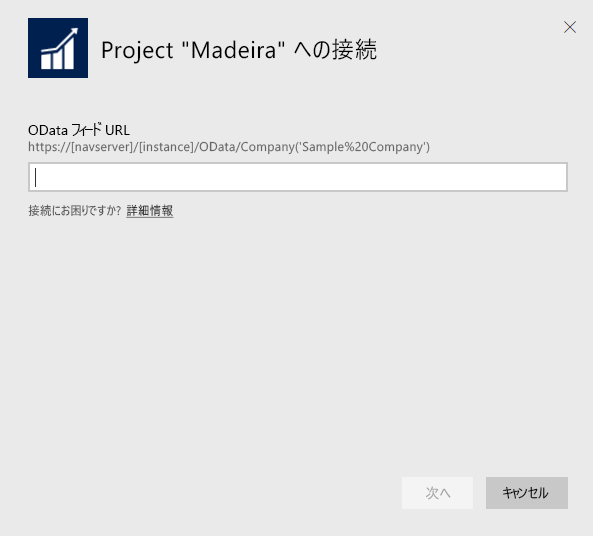 Project "Madeira" への接続
OData フィード URL
https://[navserver]/[instance]/OData/Company('Sample%20Company')
接続にお困りですか? 詳細情報
次へ キャンセル